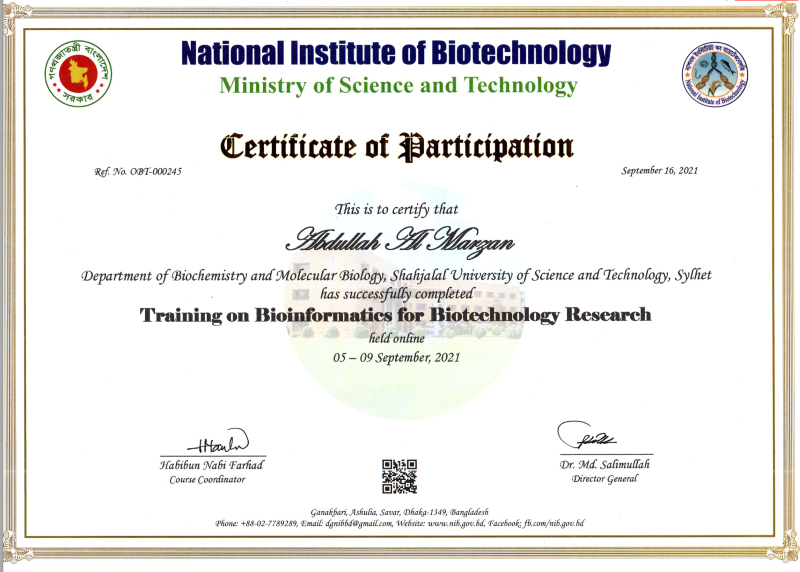 National Institute of Biotechnology
Ministry of Science and Technology
গণপ্রজাতন্ত্রী বাংলাদেশ
সরকার
National Institute of Biotechnology
Certificate of Participation
Ref. No. OBT-000245
September 16, 2021
This is to certify that
Abdullah Al Marzan
Department of Biochemistry and Molecular Biology, Shahjalal University of Science and Technology, Sylhet
has successfully completed
Training on Bioinformatics for Biotechnology Research
held online
05 – 09 September, 2021
Habibun Nabi Farhad
Course Coordinator
Dr. Md. Salimullah
Director General
Ganakbari, Ashulia, Savar, Dhaka-1349, Bangladesh
Phone: +88-02-7789289, Email: dgnibbd@gmail.com, Website: www.nib.gov.bd, Facebook: fb.com/nib.gov.bd